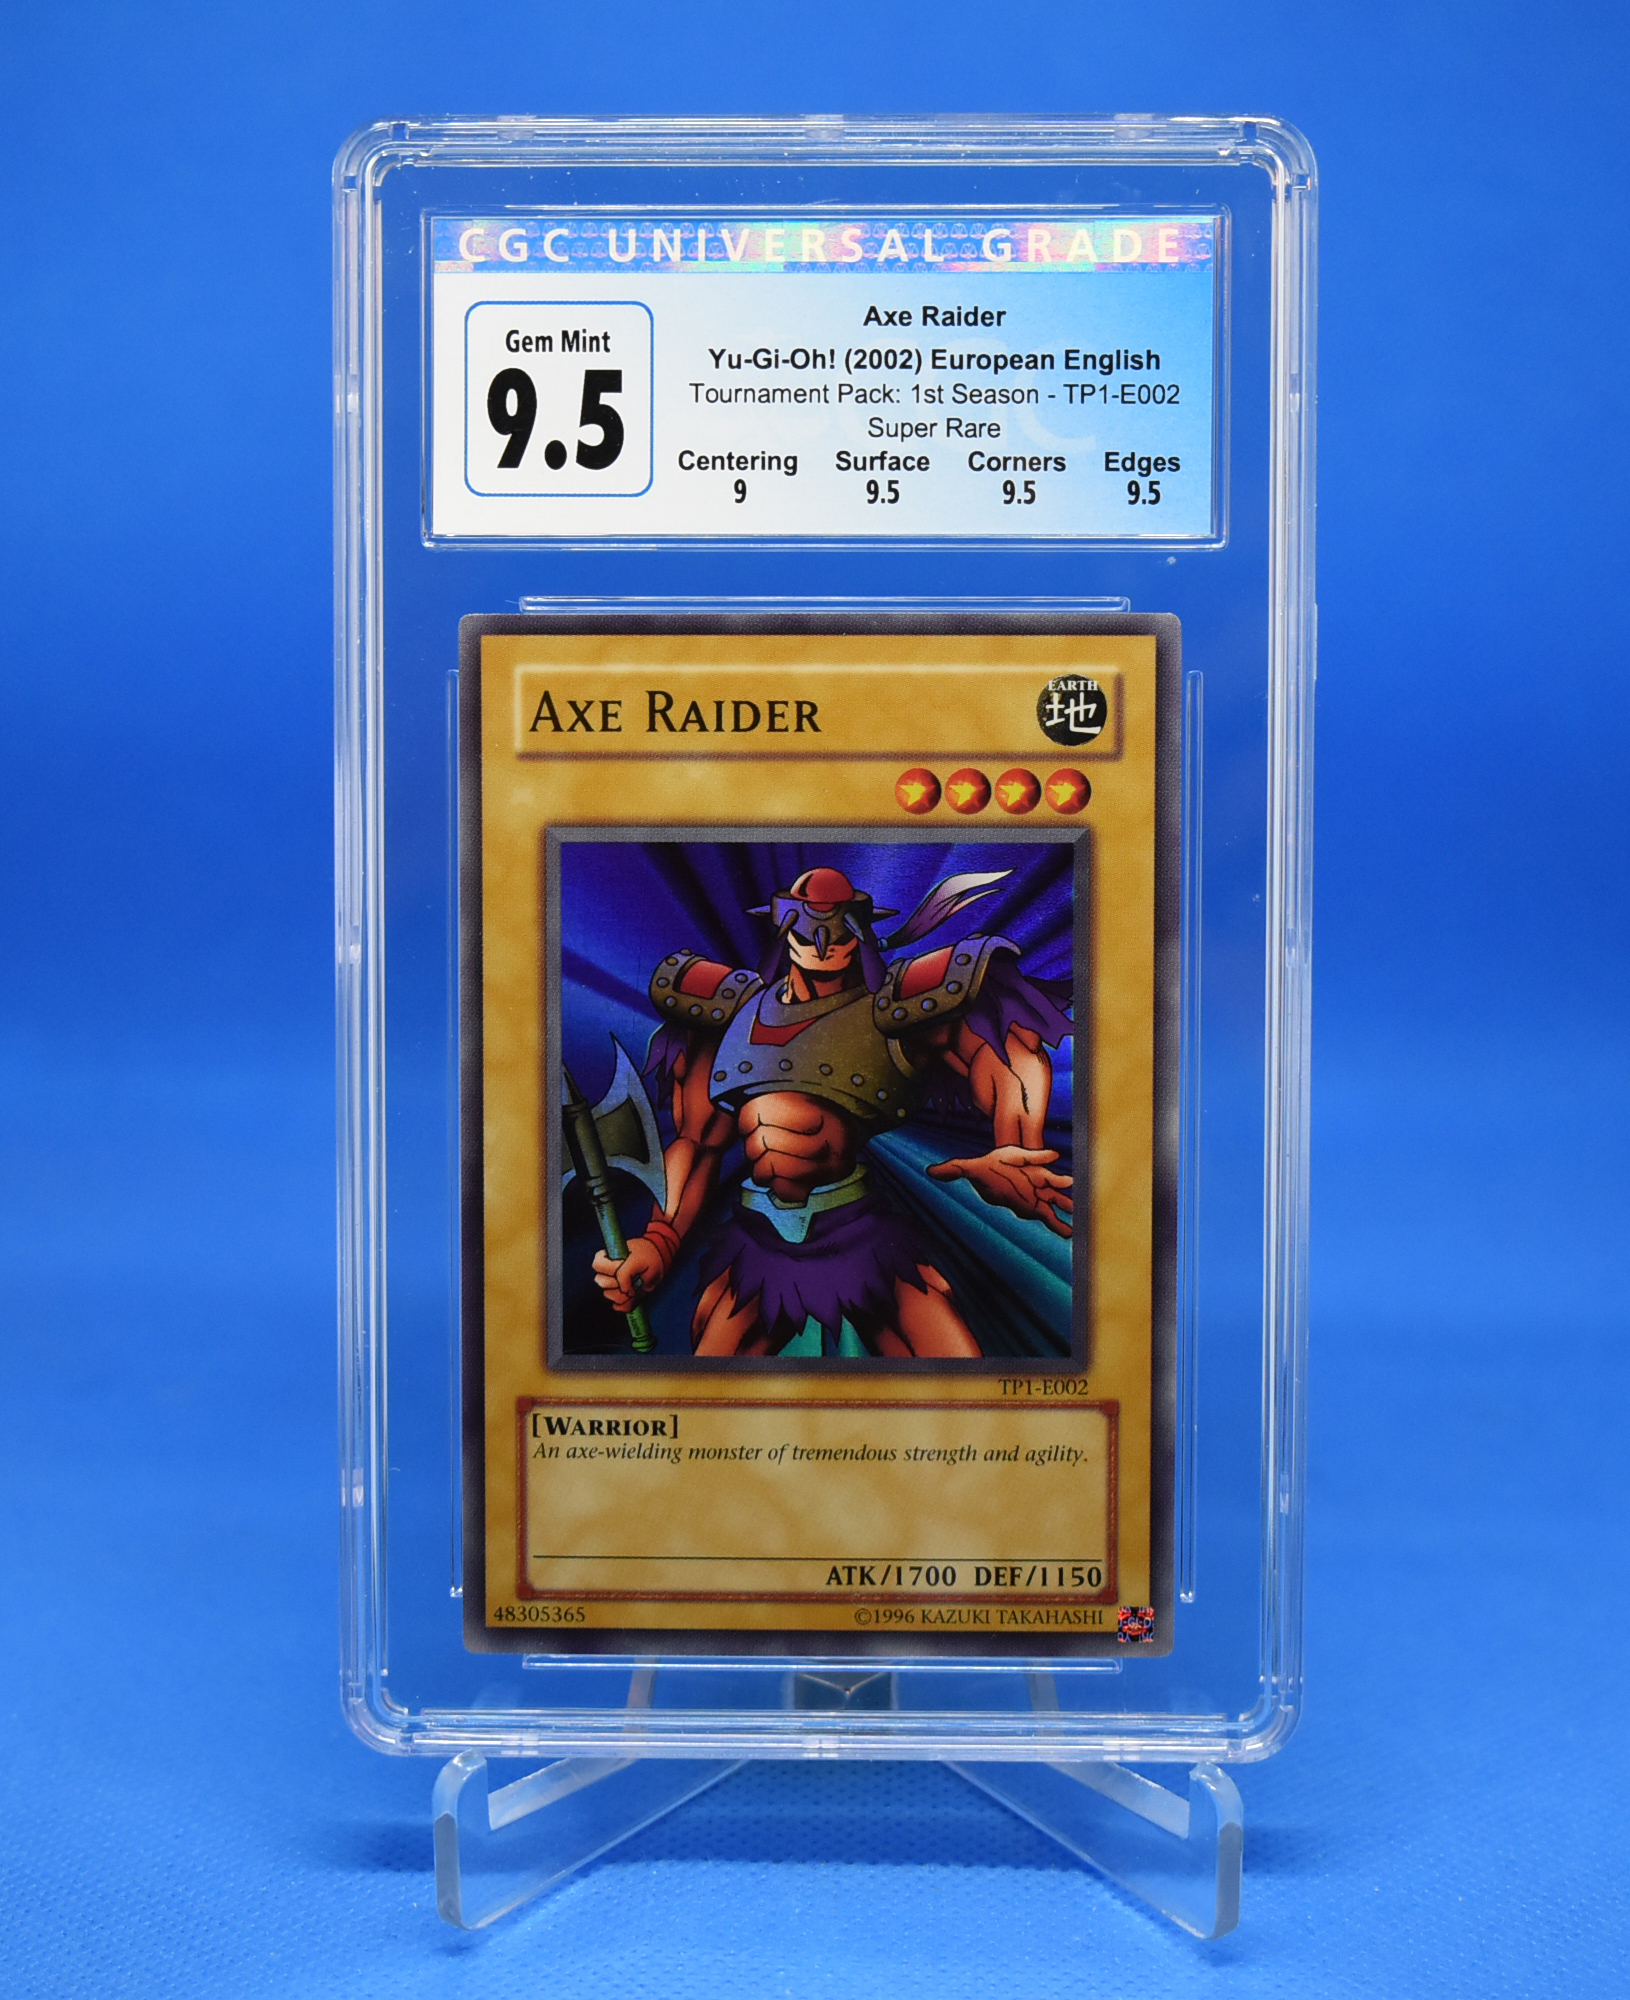 CGC UNIVERSAL GRADE
Gem Mint
9.5
Axe Raider
Yu-Gi-Oh! (2002) European English
Tournament Pack: 1st Season - TP1-E002
Super Rare
Centering Surface Corners Edges
9 9.5 9.5 9.5
AXE RAIDER
EARTH
地
TP1-E002
[WARRIOR]
An axe-wielding monster of tremendous strength and agility.
ATK/1700 DEF/1150
48305365
©1996 KAZUKI TAKAHASHI